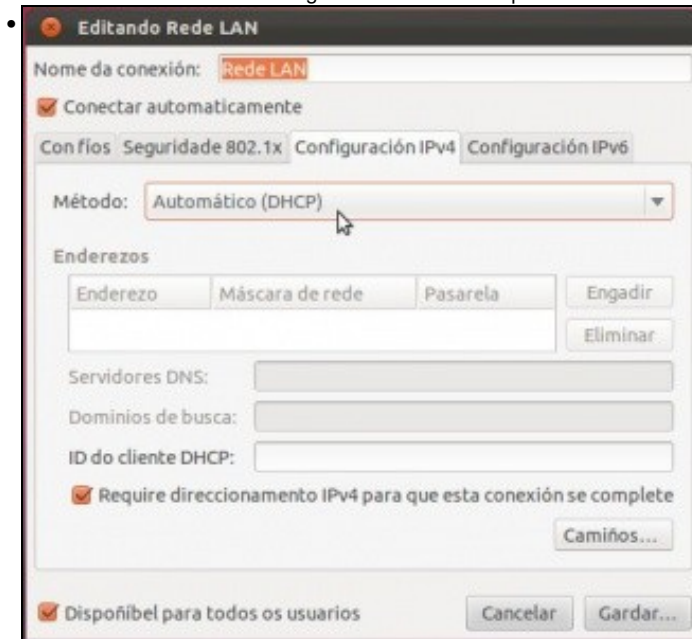 Editando Rede LAN
Nome da conexión: Rede LAN
Conectar automaticamente
Con fíos Seguridade 802.1x Configuración IPv4 Configuración IPv6
Método: Automático (DHCP)
Enderezos
Enderezo Máscara de rede Pasarela Engadir
Eliminar
Servidores DNS:
Dominios de busca:
ID do cliente DHCP:
Require direccionamento IPv4 para que esta conexión se complete
Camiños...
Dispoñíbel para todos os usuarios Cancelar Gardar...